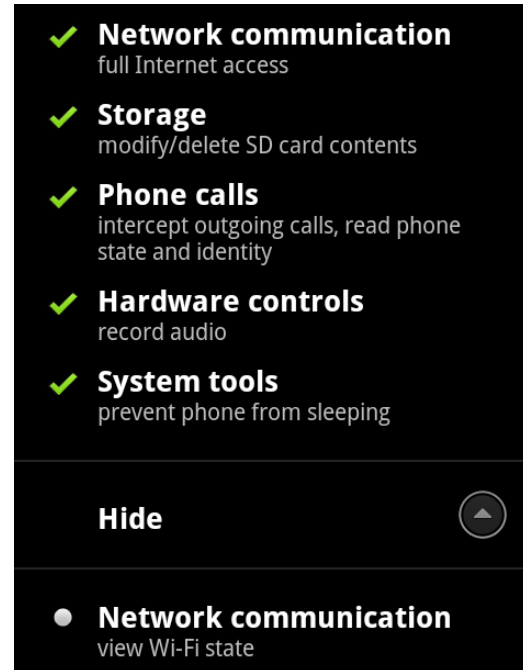 Network communication
full Internet access
Storage
modify/delete SD card contents
Phone calls
intercept outgoing calls, read phone
state and identity
Hardware controls
record audio
System tools
prevent phone from sleeping
Hide
Network communication
view Wi-Fi state